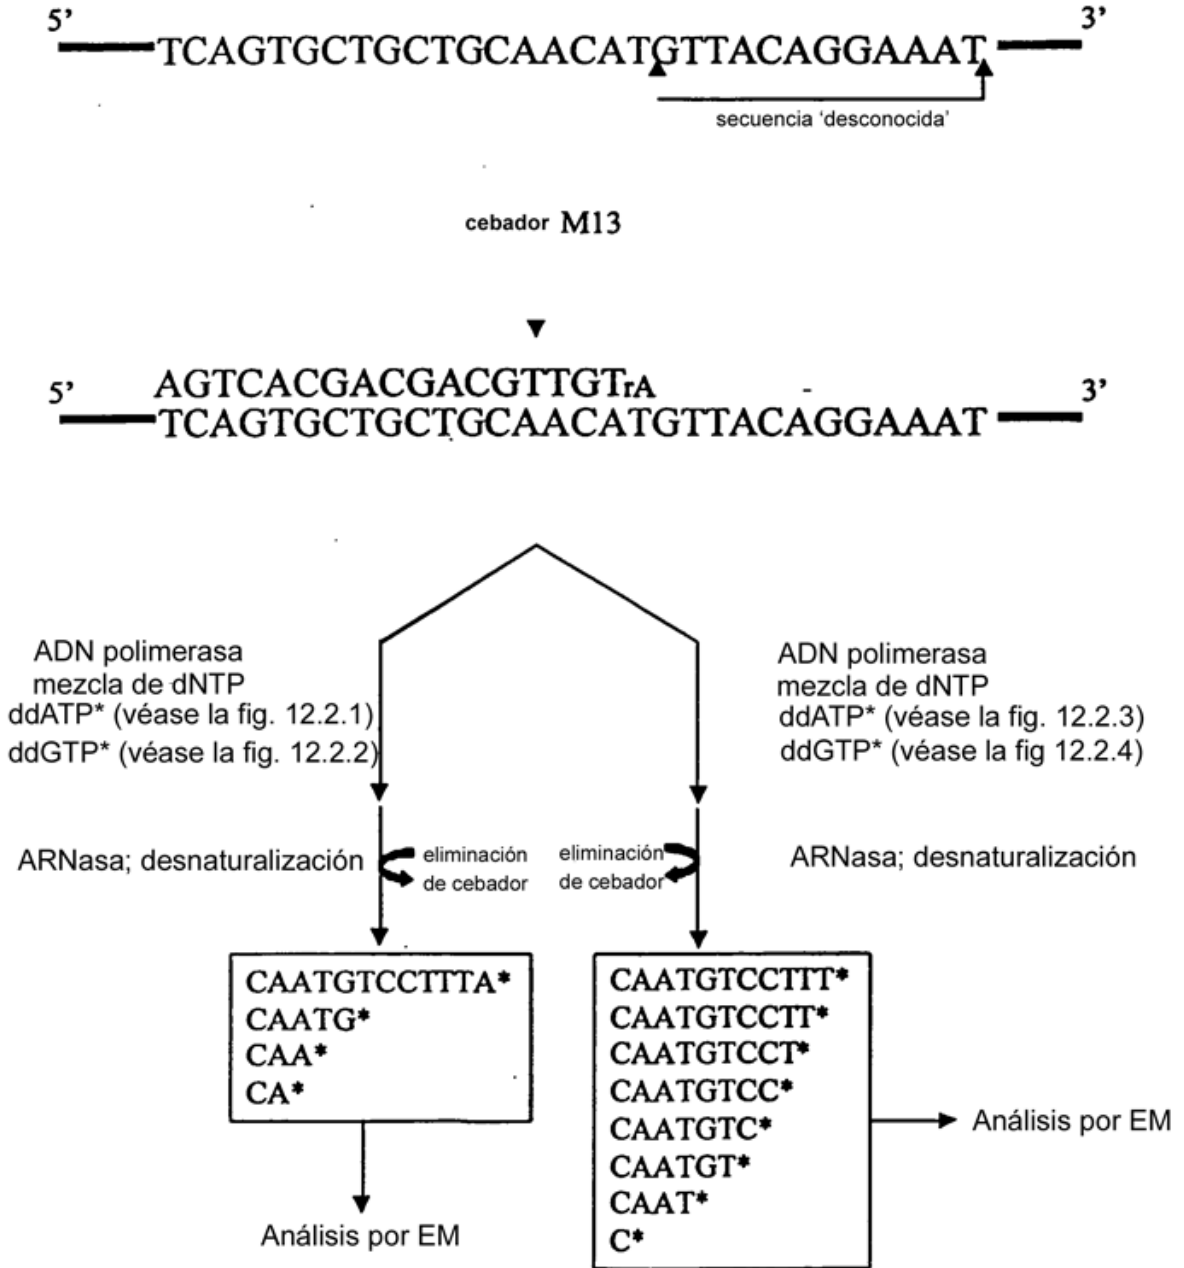 5'
3'
TCAGTGCTGCTGCAACATGTTACAGGAAAT
secuencia ‘desconocida’
cebador M13
AGTCACGACGACGTTGTrA
5'
3'
TCAGTGCTGCTGCAACATGTTACAGGAAAT
ADN polimerasa
mezcla de dNTP
ddATP* (véase la fig. 12.2.1)
ddGTP* (véase la fig. 12.2.2)
ADN polimerasa
mezcla de dNTP
ddATP* (véase la fig. 12.2.3)
ddGTP* (véase la fig 12.2.4)
ARNasa; desnaturalización
eliminación
de cebador
eliminación
de cebador
ARNasa; desnaturalización
CAATGTCCTTTA*
CAATG*
CAA*
CA*
Análisis por EM
CAATGTCCTTT*
CAATGTCCTT*
CAATGTCCT*
CAATGTCC*
CAATGTC*
CAATGT*
CAAT*
C*
Análisis por EM